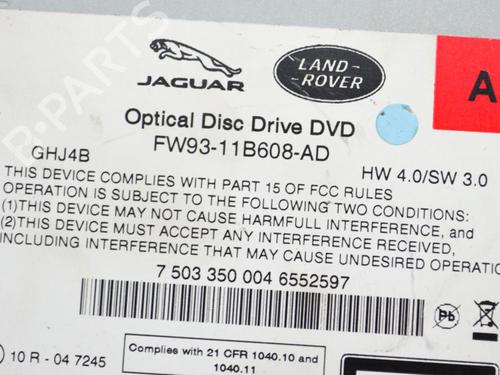 JAGUAR
LAND-
ROVER
A
Optical Disc Drive DVD
FW93-11B608-AD
GHJ4B
HW 4.0/SW 3.0
THIS DEVICE COMPLIES WITH PART 15 OF FCC RULES
OPERATION IS SUBJECT TO THE FOLLOWING TWO CONDITIONS:
(1)THIS DEVICE MAY NOT CAUSE HARMFULL INTERFERENCE, and
(2)THIS DEVICE MUST ACCEPT ANY INTERFERENCE RECEIVED,
INCLUDING INTERFERENCE THAT MAY CAUSE UNDESIRED OPERATIO
7 503 350 004 6552597
Pb
10 R - 04 7245
Complies with 21 CFR 1040.10 and
1040.11
B-PARTS